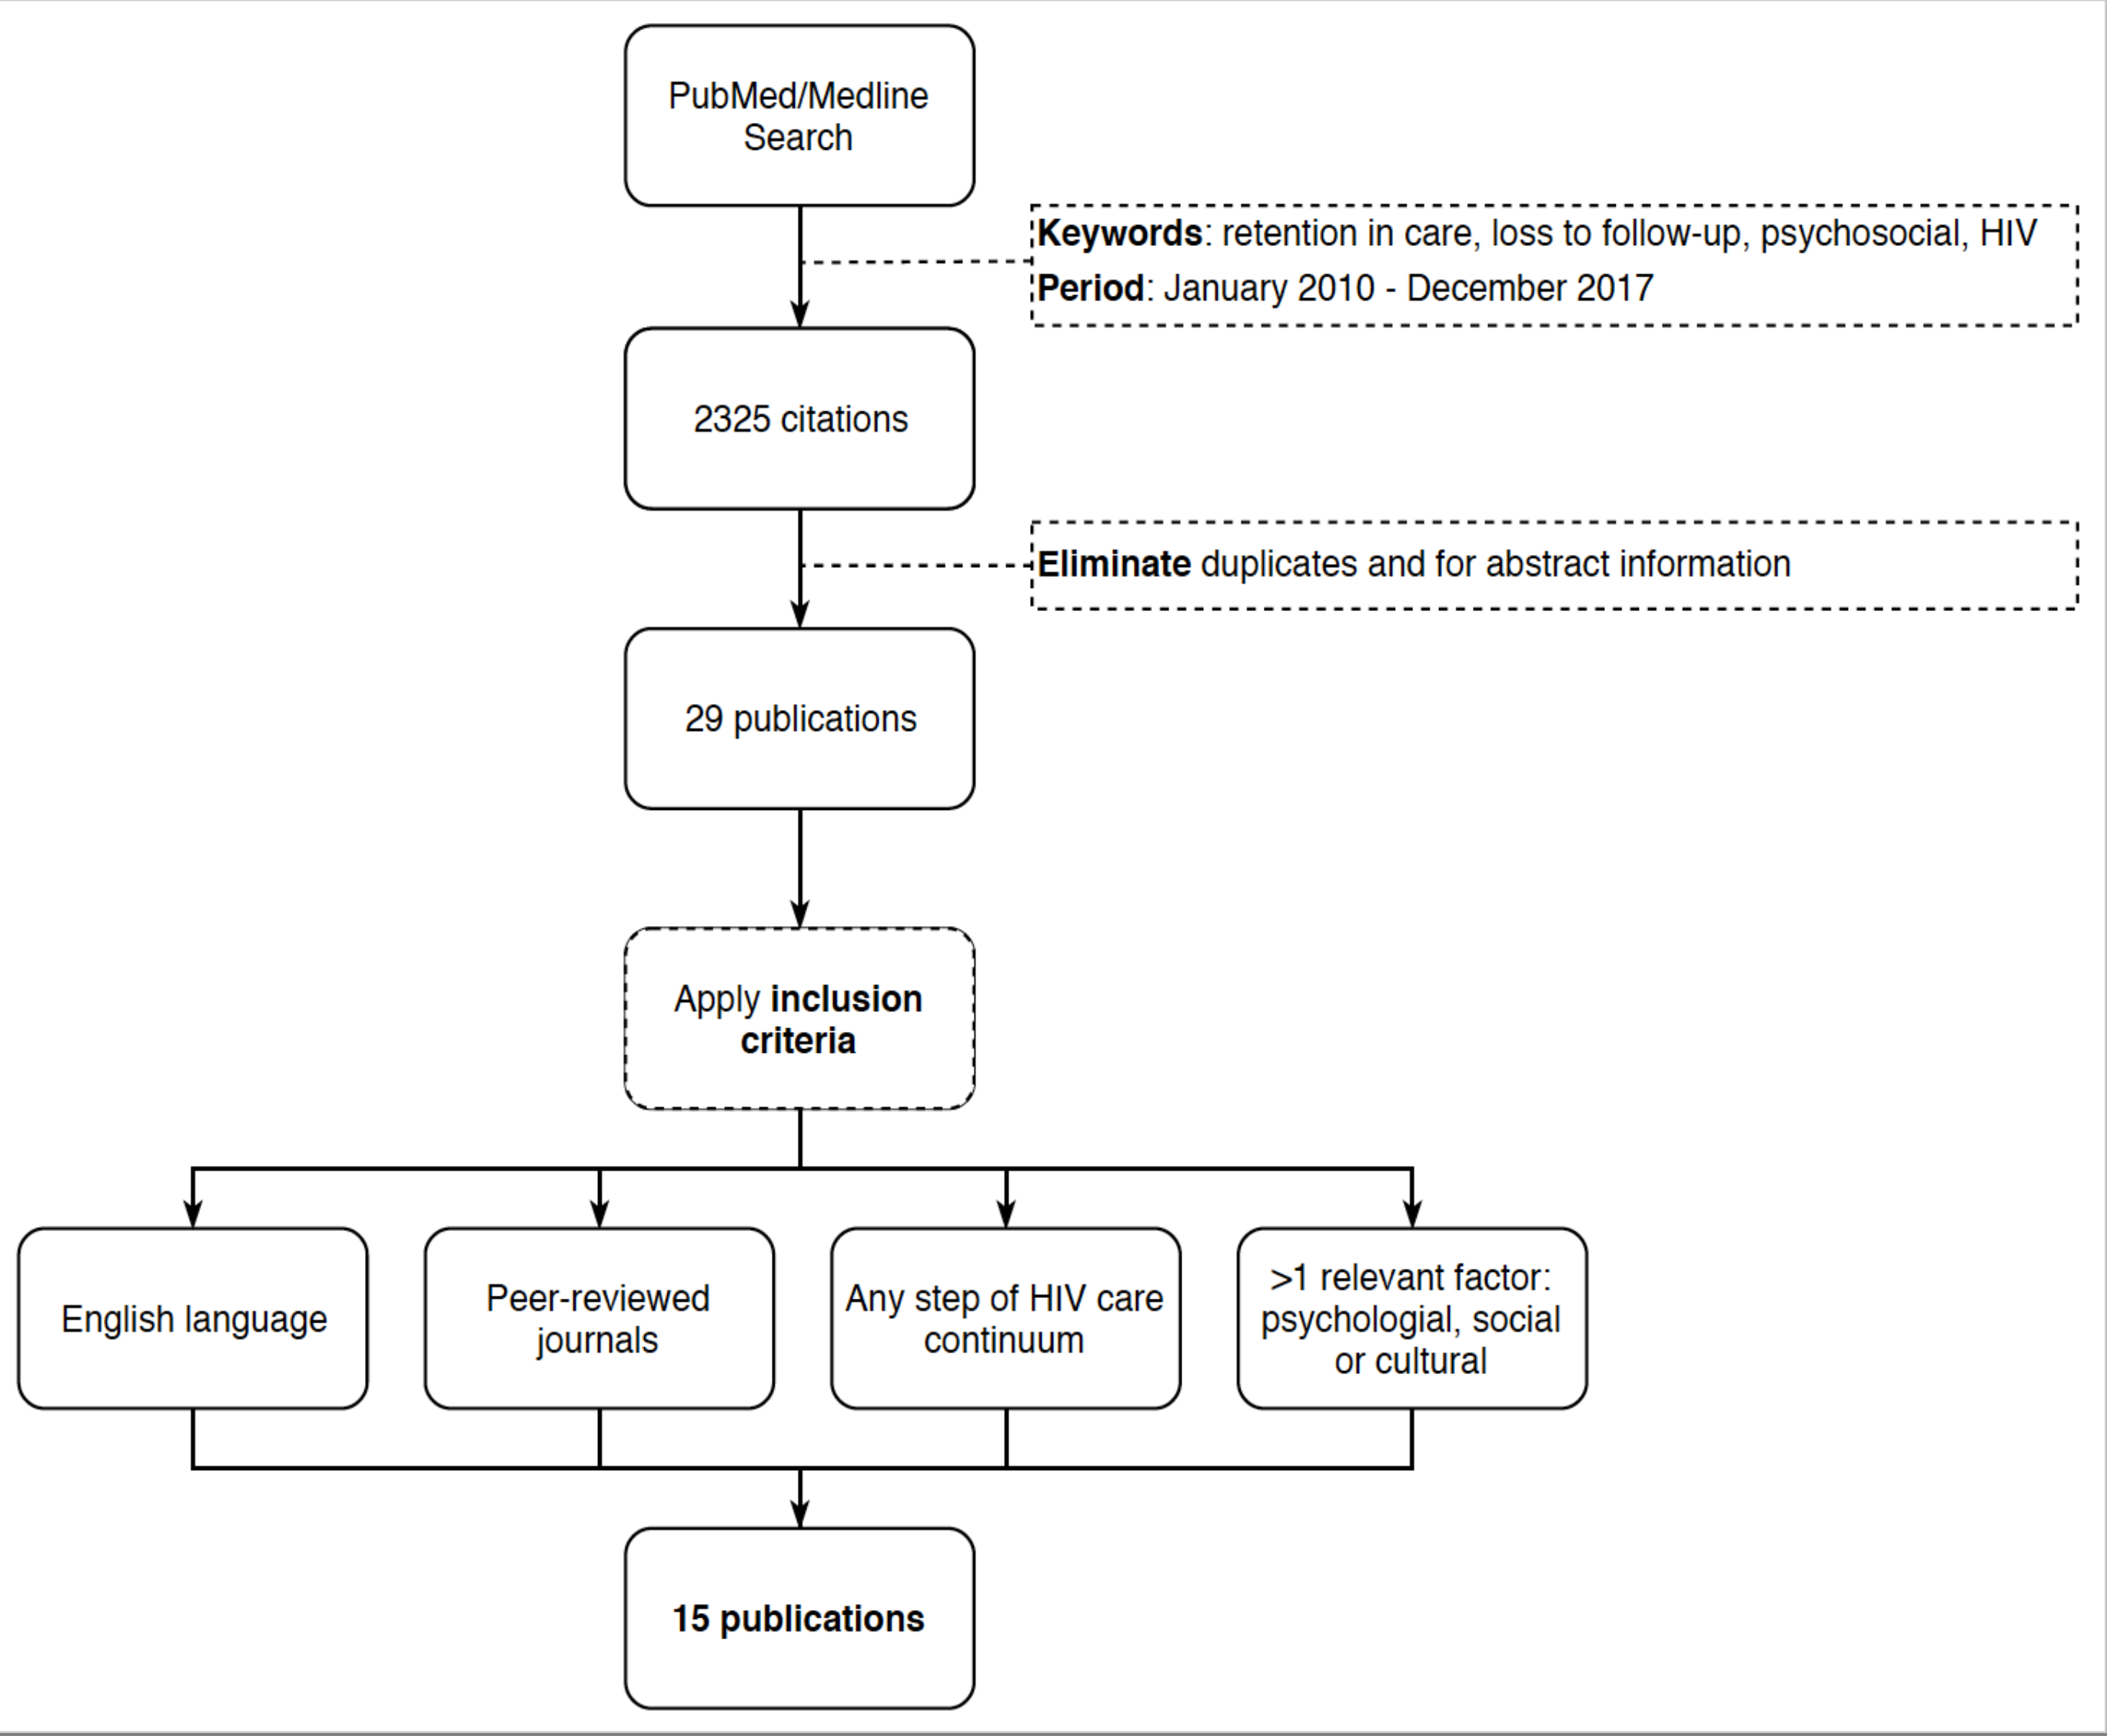 PubMed/Medline
Search
Keywords: retention in care, loss to follow-up, psychosocial, HIV
Period: January 2010 - December 2017
2325 citations
Eliminate duplicates and for abstract information
29 publications
Apply inclusion
criteria
English language
Peer-reviewed
journals
Any step of HIV care
continuum
>1 relevant factor:
psychologial, social
or cultural
15 publications